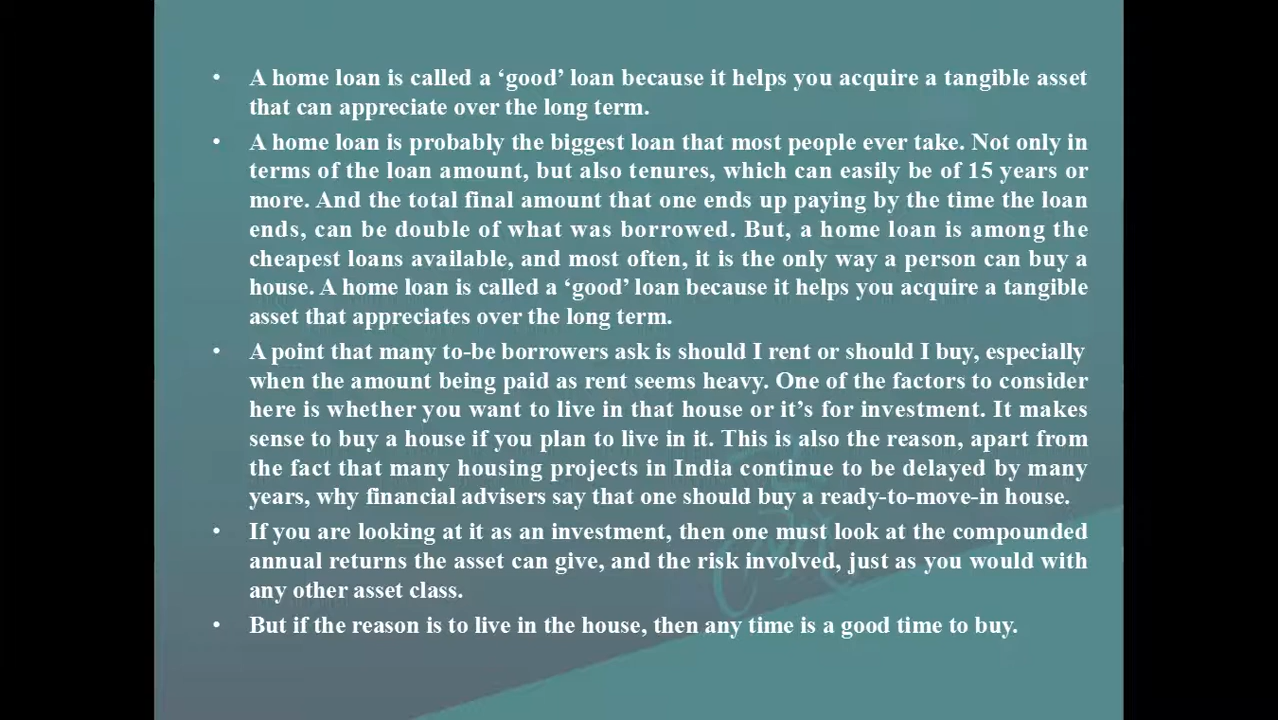 • A home loan is called a ‘good’ loan because it helps you acquire a tangible asset
that can appreciate over the long term.
• A home loan is probably the biggest loan that most people ever take. Not only in
terms of the loan amount, but also tenures, which can easily be of 15 years or
more. And the total final amount that one ends up paying by the time the loan
ends, can be double of what was borrowed. But, a home loan is among the
cheapest loans available, and most often, it is the only way a person can buy a
house. A home loan is called a ‘good’ loan because it helps you acquire a tangible
asset that appreciates over the long term.
• A point that many to-be borrowers ask is should I rent or should I buy, especially
when the amount being paid as rent seems heavy. One of the factors to consider
here is whether you want to live in that house or it’s for investment. It makes
sense to buy a house if you plan to live in it. This is also the reason, apart from
the fact that many housing projects in India continue to be delayed by many
years, why financial advisers say that one should buy a ready-to-move-in house.
• If you are looking at it as an investment, then one must look at the compounded
annual returns the asset can give, and the risk involved, just as you would with
any other asset class.
• But if the reason is to live in the house, then any time is a good time to buy.